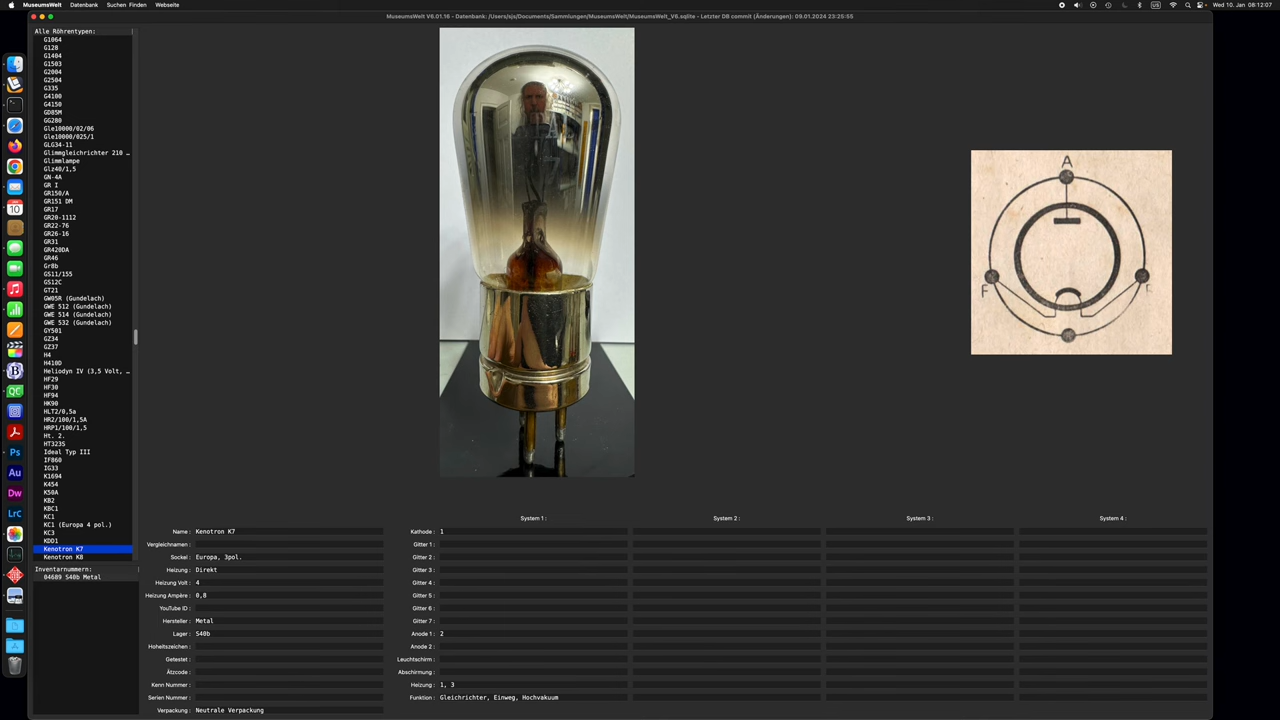 MuseumsWelt Datenbank Suchen Finden Webseite
US Wed 10. Jan 08:12:07
MuseumsWelt V6.01.16 - Datenbank: /Users/sjs/Documents/Sammlungen/MuseumsWelt/MuseumsWelt_V6.sqlite - Letzter DB commit (Änderungen): 09.01.2024 23:25:55
Alle Röhrentypen:
G1064
G128
G1404
G1503
G2004
G2504
G335
G4100
G4150
GD85M
GG280
Gle10000/02/06
Gle10000/025/1
GLG34-11
Glimmgleichrichter 210 …
Glimmlampe
Glz40/1,5
GN-4A
GR I
GR150/A
GR151 DM
GR17
GR20-1112
GR22-76
GR26-16
GR31
GR420DA
GR46
Gr8b
GS11/155
GS12C
GT21
GW05R (Gundelach)
GWE 512 (Gundelach)
GWE 514 (Gundelach)
GWE 532 (Gundelach)
GY501
GZ34
GZ37
H4
H410D
Heliodyn IV (3,5 Volt, …
HF29
HF30
HF94
HK90
HLT2/0,5a
HR2/100/1,5A
HRP1/100/1,5
Ht. 2.
HT323S
Ideal Typ III
IF860
IG33
K1694
K454
K50A
KB2
KBC1
KC1
KC1 (Europa 4 pol.)
KC3
KDD1
Kenotron K7
Kenotron K8
Inventarnummern:
04689 S40b Metal
10
Ps
Au
Dw
LrC
QC
A
F
System 1 : System 2 : System 3 : System 4 :
Name : Kenotron K7
Vergleichnamen :
Sockel : Europa, 3pol.
Heizung : Direkt
Heizung Volt : 4
Heizung Ampère : 0,8
YouTube ID :
Hersteller : Metal
Lager : S40b
Hoheitszeichen :
Getestet :
Ätzcode :
Kenn Nummer :
Serien Nummer :
Verpackung : Neutrale Verpackung
Kathode : 1
Gitter 1 :
Gitter 2 :
Gitter 3 :
Gitter 4 :
Gitter 5 :
Gitter 6 :
Gitter 7 :
Anode 1 : 2
Anode 2 :
Leuchtschirm :
Abschirmung :
Heizung : 1, 3
Funktion : Gleichrichter, Einweg, Hochvakuum